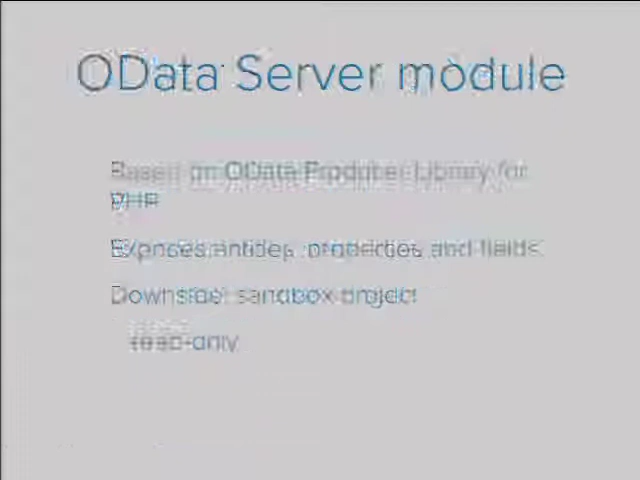 OData Server module
Based on OData Producer Library for
PHP
Exposes entities, properties and fields
Downside: sandbox project
read-only